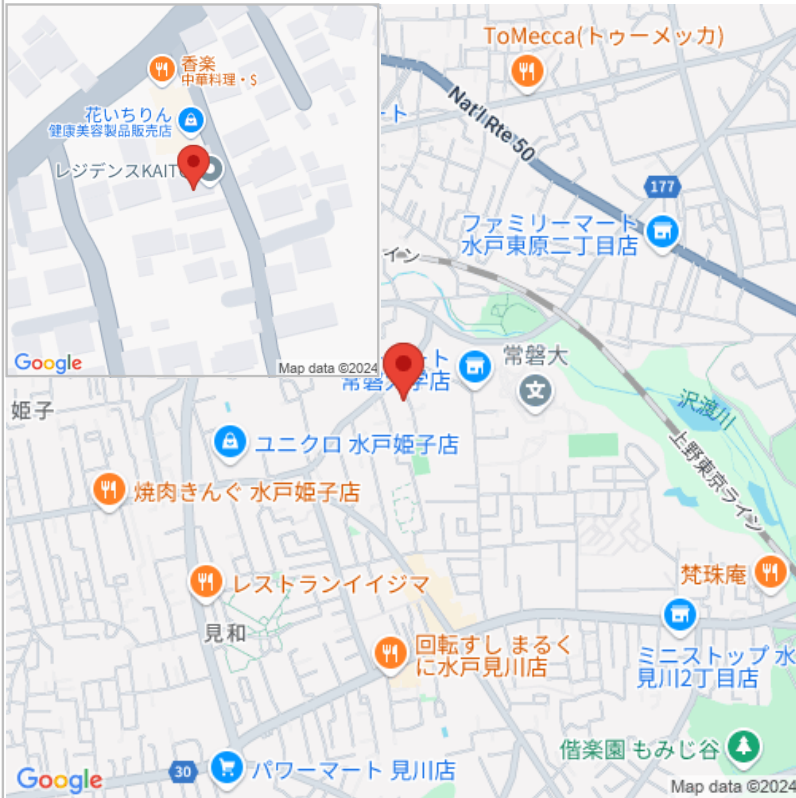 香楽
中華料理・$
花いちりん
健康美容製品販売店
レジデンスKAITO
Google
Map data ©2024
ToMecca(トゥーメッカ)
ート
Nat'l Rte 50
177
ファミリーマート
水戸東原二丁目店
イン
ート
常磐大学店
常磐大
沢渡川
上野東京ライン
姫子
ユニクロ 水戸姫子店
焼肉きんぐ 水戸姫子店
レストランイイジマ
見和
梵珠庵
回転すし まるく
に水戸見川店
ミニストップ 水
見川2丁目店
偕楽園 もみじ谷
30
パワーマート 見川店
Google
Map data ©2024